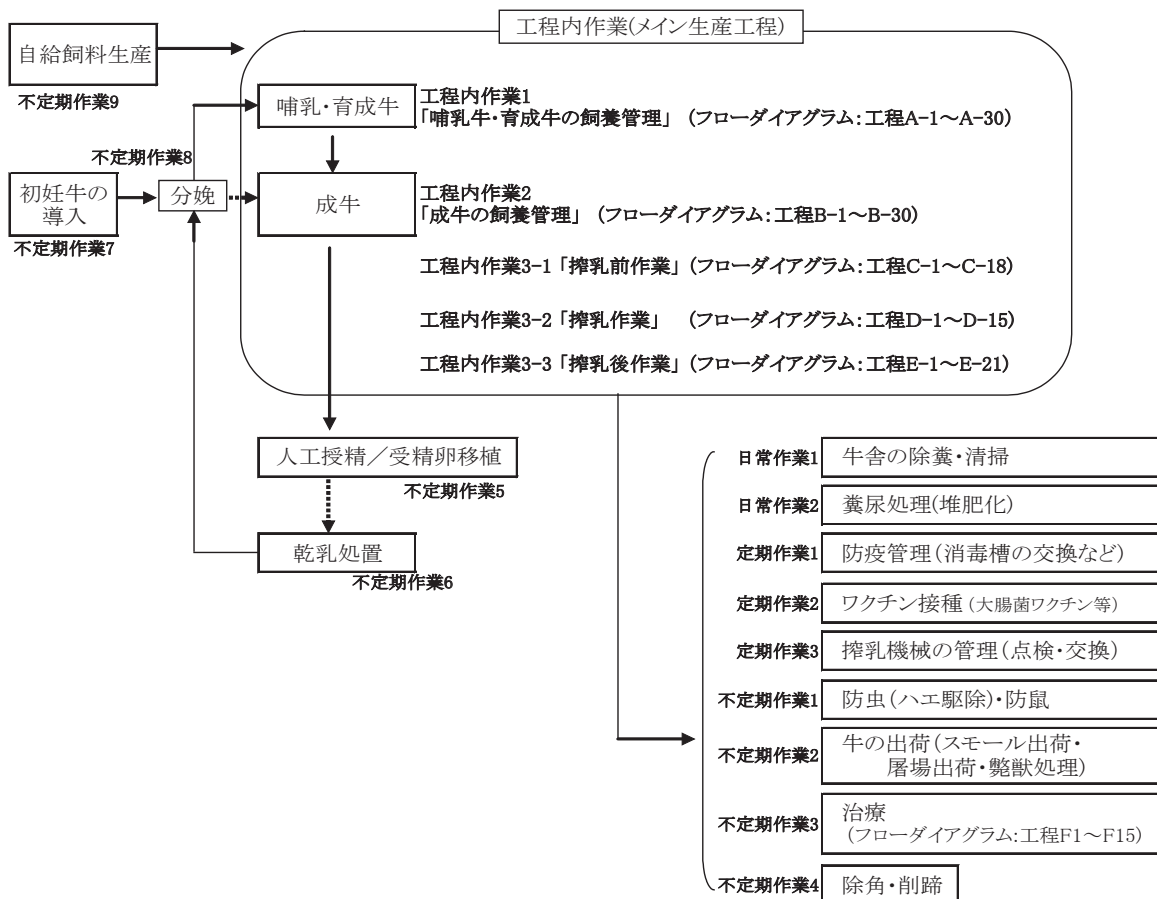 工程内作業(メイン生産工程)
自給飼料生産
不定期作業9
哺乳・育成牛
工程内作業1
「哺乳牛・育成牛の飼養管理」 (フローダイアグラム:工程A-1～A-30)
不定期作業8
初妊牛の
導入
分娩
不定期作業7
成牛
工程内作業2
「成牛の飼養管理」 (フローダイアグラム:工程B-1～B-30)
工程内作業3-1 「搾乳前作業」 (フローダイアグラム:工程C-1～C-18)
工程内作業3-2 「搾乳作業」 (フローダイアグラム:工程D-1～D-15)
工程内作業3-3 「搾乳後作業」 (フローダイアグラム:工程E-1～E-21)
人工授精／受精卵移植
不定期作業5
乾乳処置
不定期作業6
日常作業1 牛舎の除糞・清掃
日常作業2 糞尿処理(堆肥化)
定期作業1 防疫管理(消毒槽の交換など)
定期作業2 ワクチン接種 (大腸菌ワクチン等)
定期作業3 搾乳機械の管理(点検・交換)
不定期作業1 防虫(ハエ駆除)・防鼠
不定期作業2 牛の出荷(スモール出荷・
屠場出荷・斃獣処理)
不定期作業3 治療
(フローダイアグラム:工程F1～F15)
不定期作業4 除角・削蹄